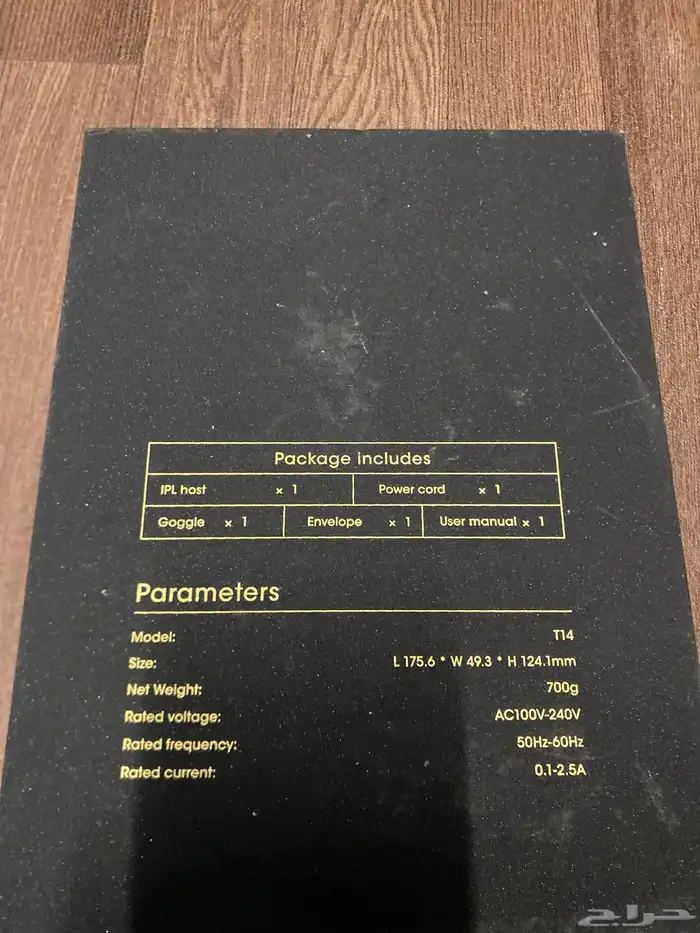 Package includes
IPL host × 1 Power cord × 1
Goggle × 1 Envelope × 1 User manual × 1
Parameters
Model: T14
Size: L 175.6 * W 49.3 * H 124.1mm
Net Weight: 700g
Rated voltage: AC100V-240V
Rated frequency: 50Hz-60Hz
Rated current: 0.1-2.5A
حراج